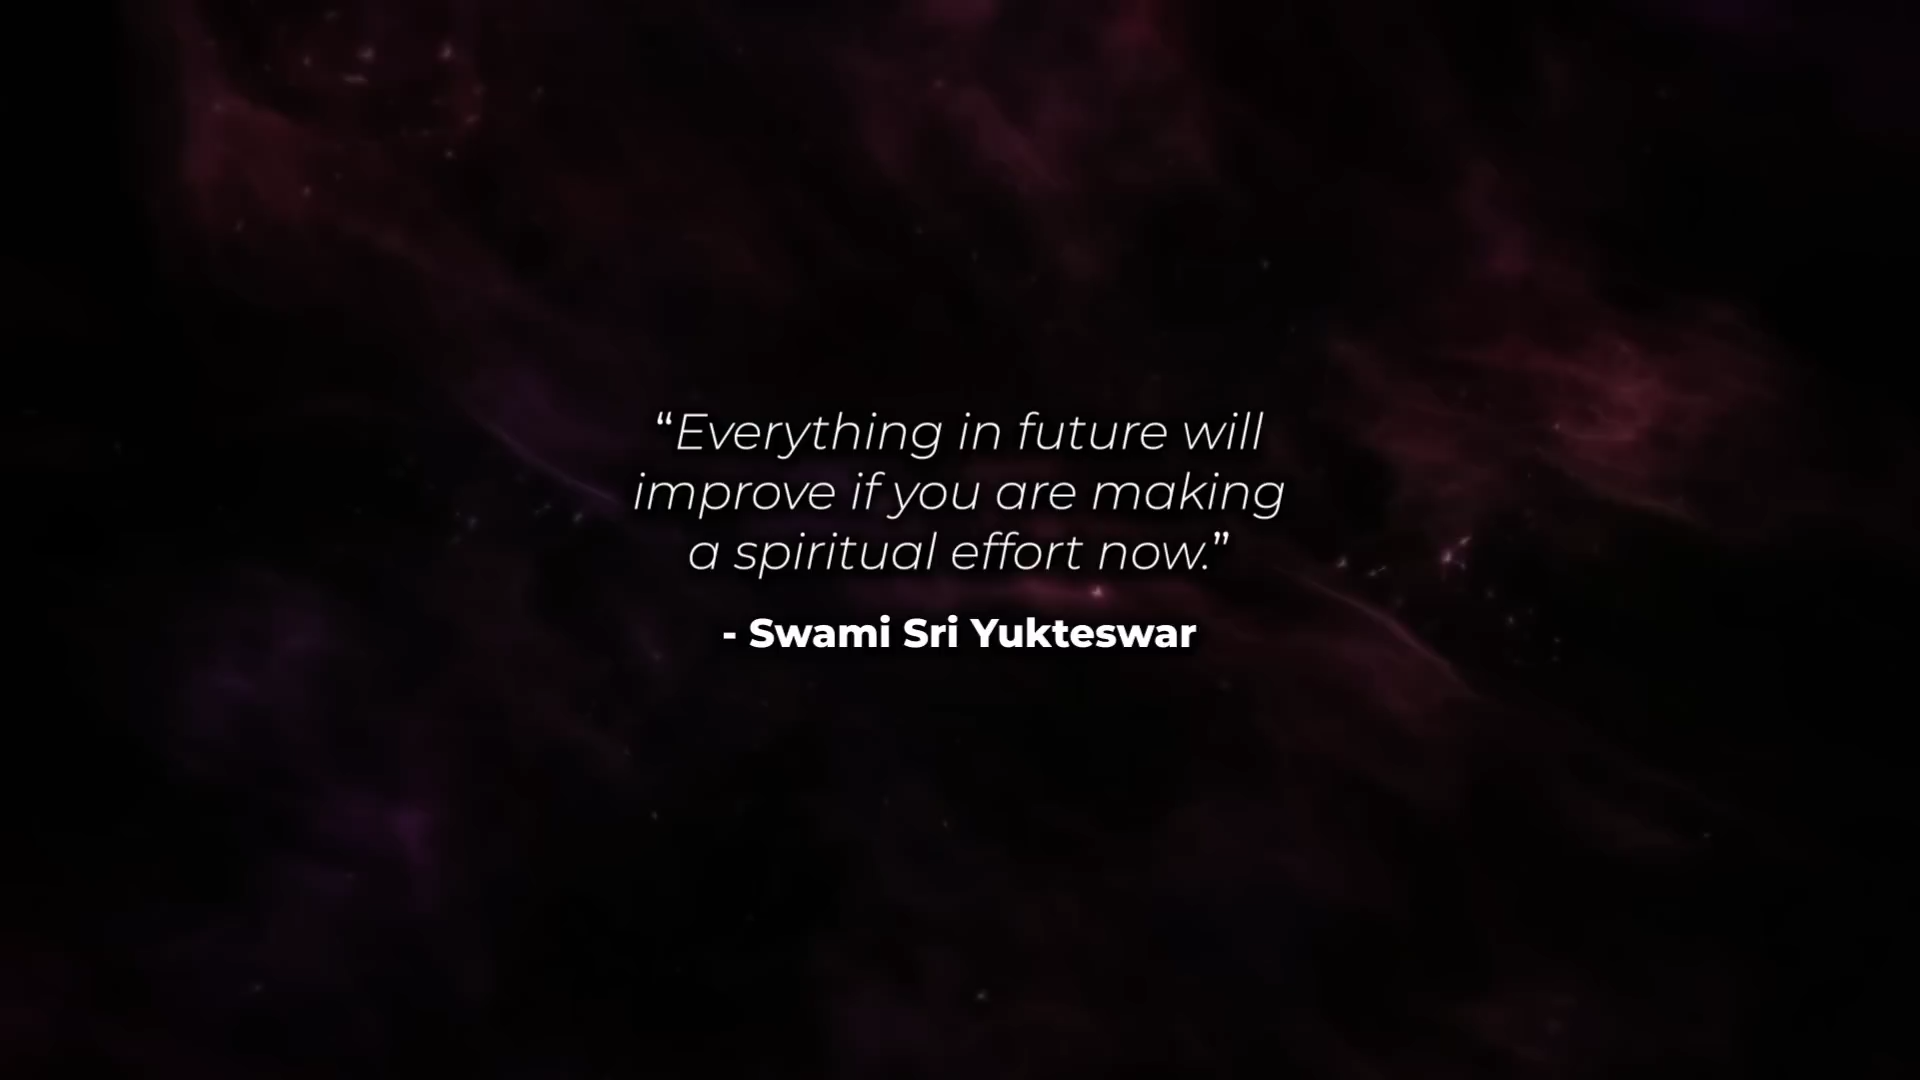 “Everything in future will
improve if you are making
a spiritual effort now.”
- Swami Sri Yukteswar